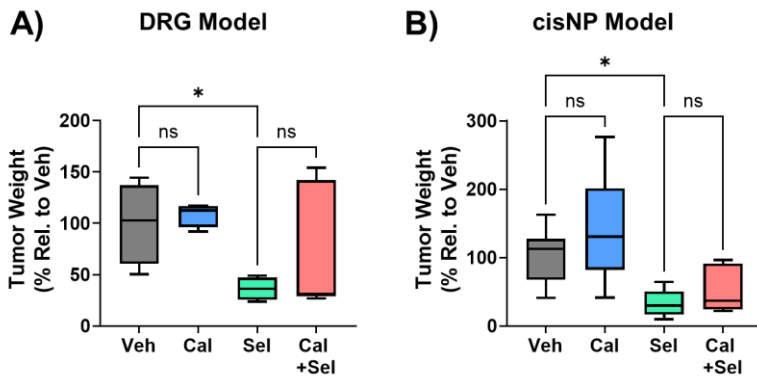 A) DRG Model
Tumor Weight
(% Rel. to Veh)
200
150
100
50
0
*
ns
ns
Veh Cal Sel Cal
+Sel
B) cisNP Model
Tumor Weight
(% Rel. to Veh)
300
200
100
0
*
ns
ns
Veh Cal Sel Cal
+Sel